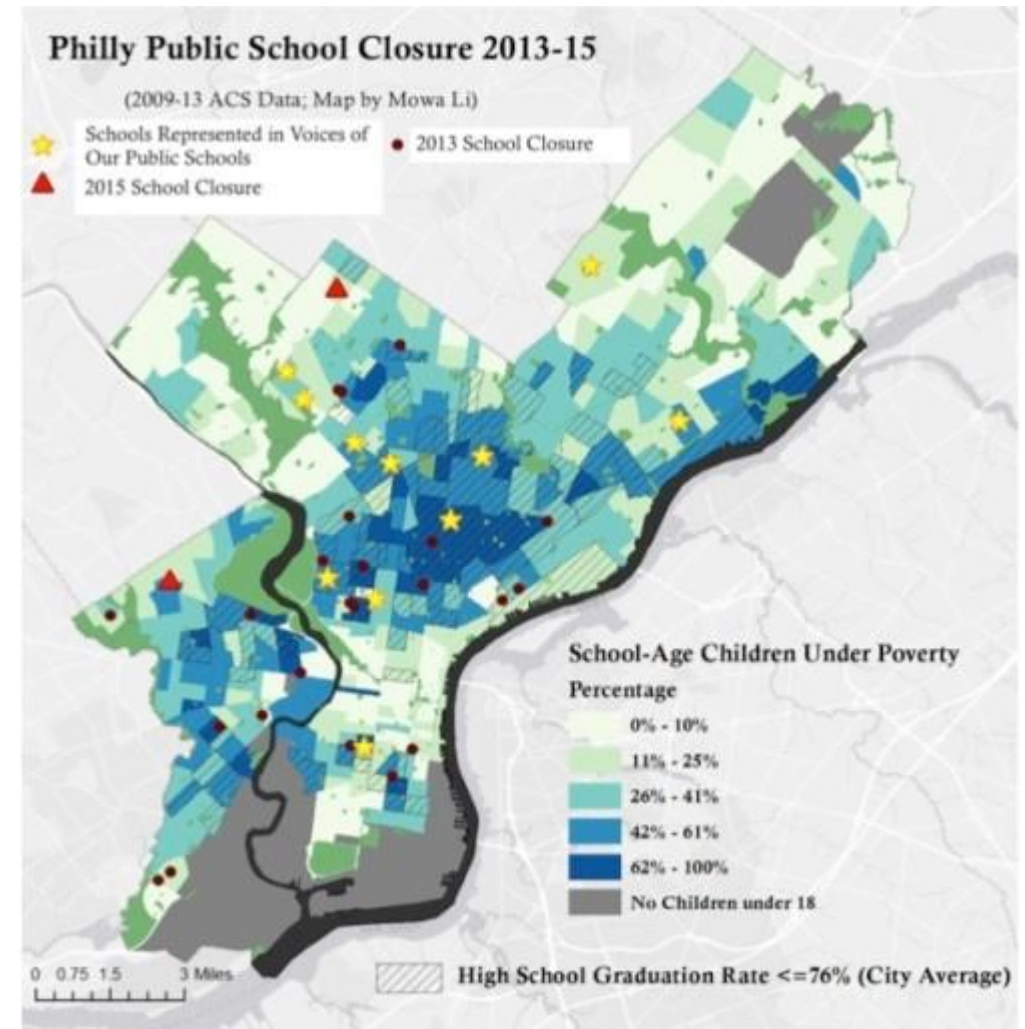 Philly Public School Closure 2013-15
(2009-13 ACS Data; Map by Mowa Li)
Schools Represented in Voices of
Our Public Schools
2013 School Closure
2015 School Closure
School-Age Children Under Poverty
Percentage
0% - 10%
11% - 25%
26% - 41%
42% - 61%
62% - 100%
No Children under 18
0 0.75 1.5 3 Miles
High School Graduation Rate <=76% (City Average)